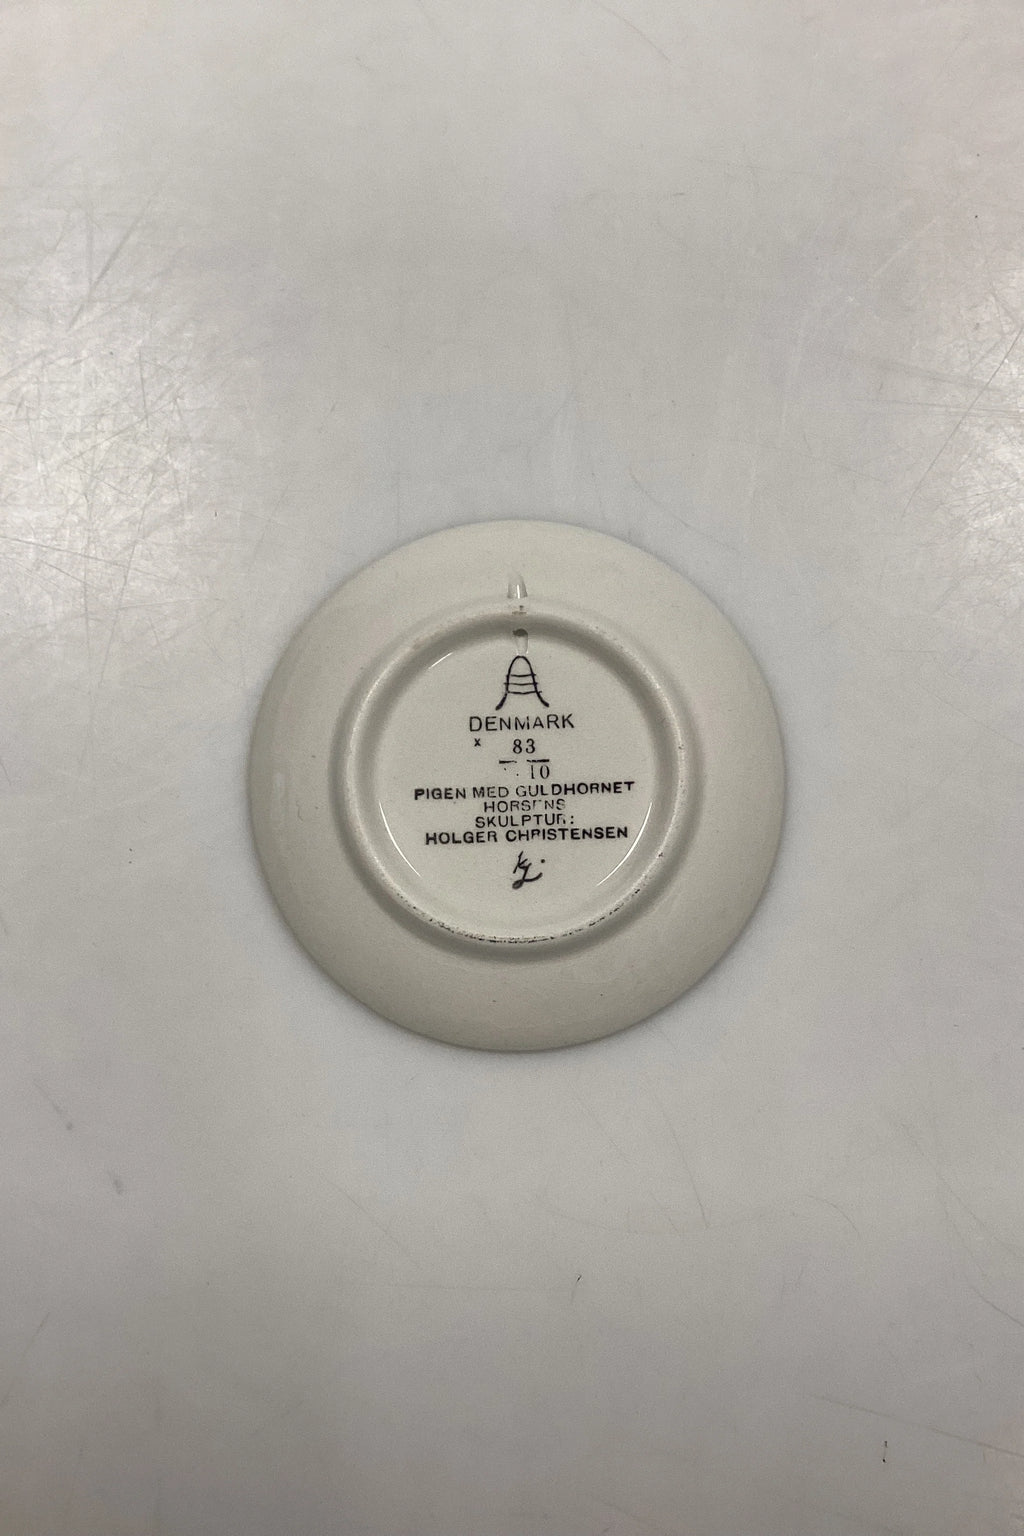 DENMARK
x 83
10
PIGEN MED GULDHORNET
HORSENS
SKULPTUR:
HOLGER CHRISTENSEN